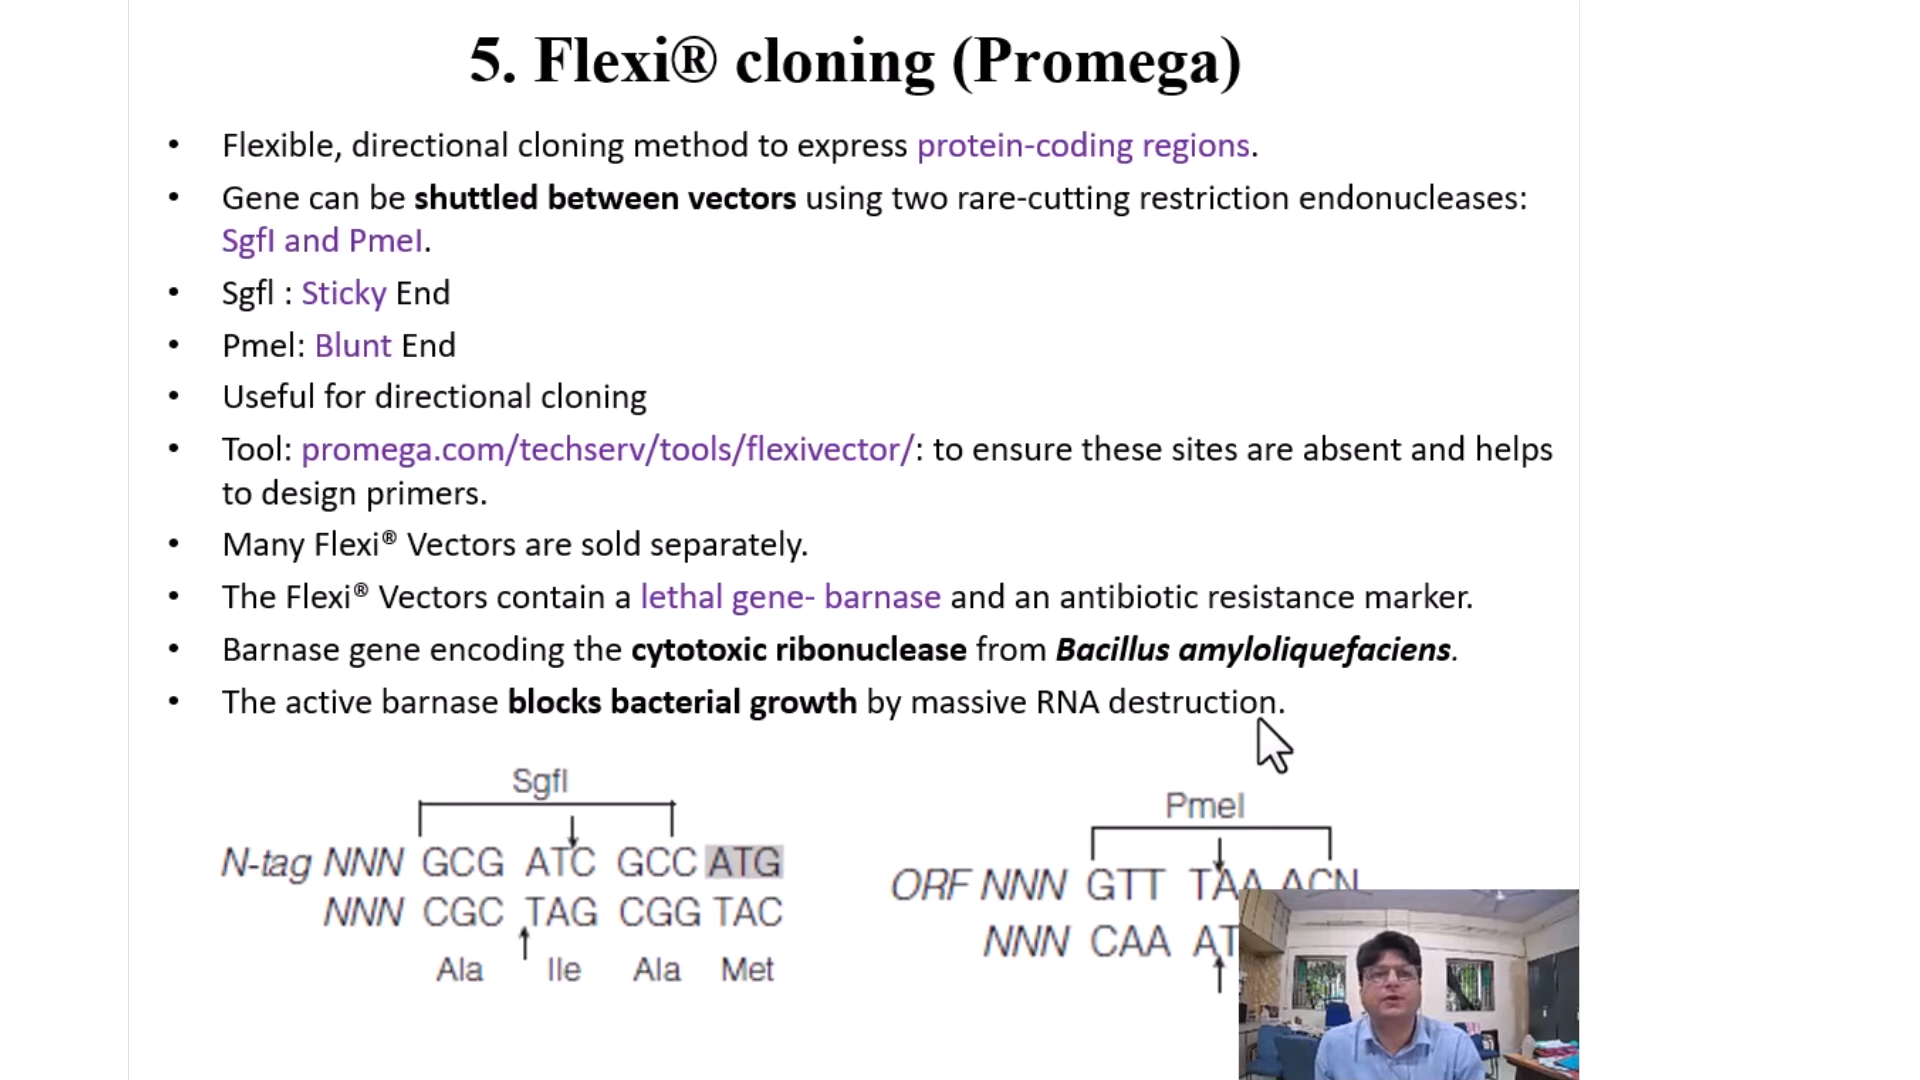 5. Flexi® cloning (Promega)
• Flexible, directional cloning method to express protein-coding regions.
• Gene can be shuttled between vectors using two rare-cutting restriction endonucleases:
SgfI and PmeI.
• Sgfl : Sticky End
• Pmel: Blunt End
• Useful for directional cloning
• Tool: promega.com/techserv/tools/flexivector/: to ensure these sites are absent and helps
to design primers.
• Many Flexi® Vectors are sold separately.
• The Flexi® Vectors contain a lethal gene- barnase and an antibiotic resistance marker.
• Barnase gene encoding the cytotoxic ribonuclease from Bacillus amyloliquefaciens.
• The active barnase blocks bacterial growth by massive RNA destruction.
SgfI
N-tag NNN GCG ATC GCC ATG
NNN CGC TAG CGG TAC
Ala Ile Ala Met
PmeI
ORF NNN GTT TAA ACN
NNN CAA AT